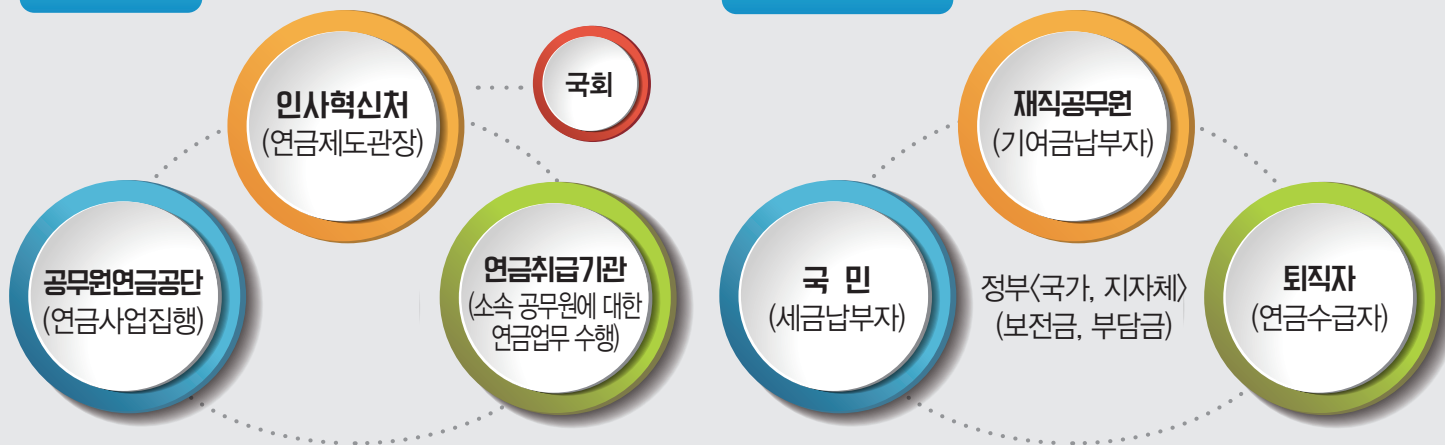 인사혁신처
(연금제도관장)
국회
공무원연금공단
(연금사업집행)
연금취급기관
(소속 공무원에 대한
연금업무 수행)
재직공무원
(기여금납부자)
국 민
(세금납부자)
정부〈국가, 지자체〉
(보전금, 부담금)
퇴직자
(연금수급자)